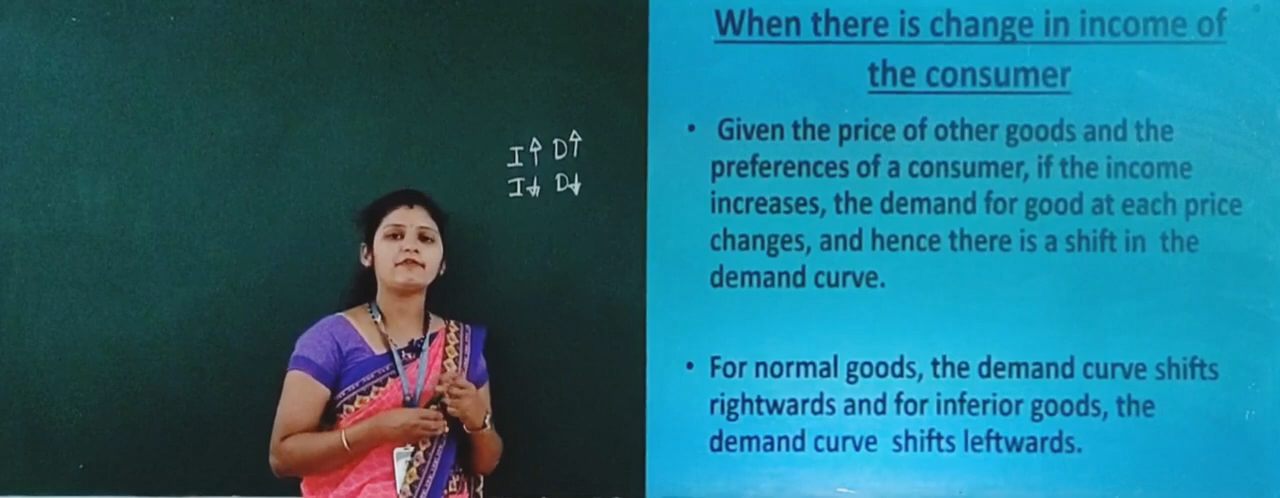 I↑ D↑
I↓ D↓
When there is change in income of
the consumer
• Given the price of other goods and the
preferences of a consumer, if the income
increases, the demand for good at each price
changes, and hence there is a shift in the
demand curve.
• For normal goods, the demand curve shifts
rightwards and for inferior goods, the
demand curve shifts leftwards.